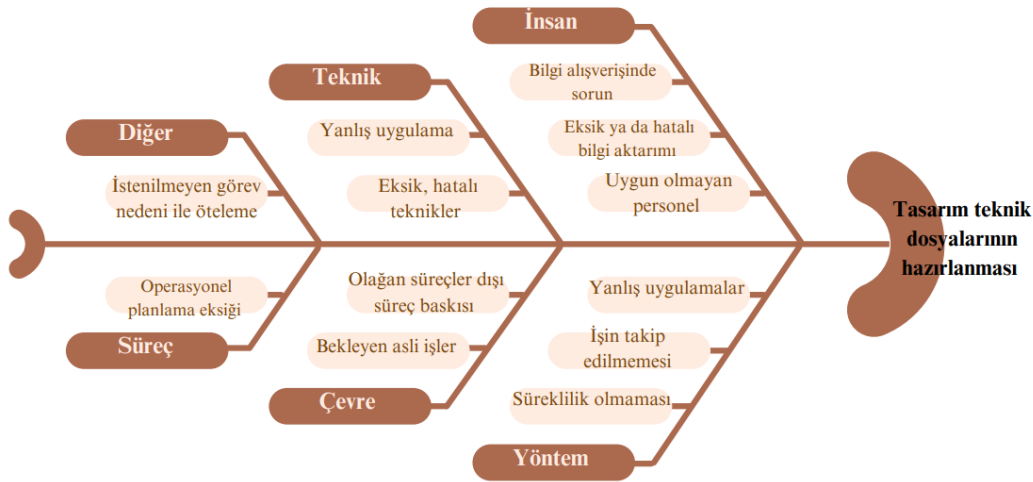 İnsan
Bilgi alışverişinde
sorun
Eksik ya da hatalı
bilgi aktarımı
Uygun olmayan
personel
Teknik
Yanlış uygulama
Eksik, hatalı
teknikler
Diğer
İstenilmeyen görev
nedeni ile öteleme
Tasarım teknik
dosyalarının
hazırlanması
Operasyonel
planlama eksiği
Süreç
Olağan süreçler dışı
süreç baskısı
Bekleyen asli işler
Çevre
Yanlış uygulamalar
İşin takip
edilmemesi
Süreklilik olmaması
Yöntem